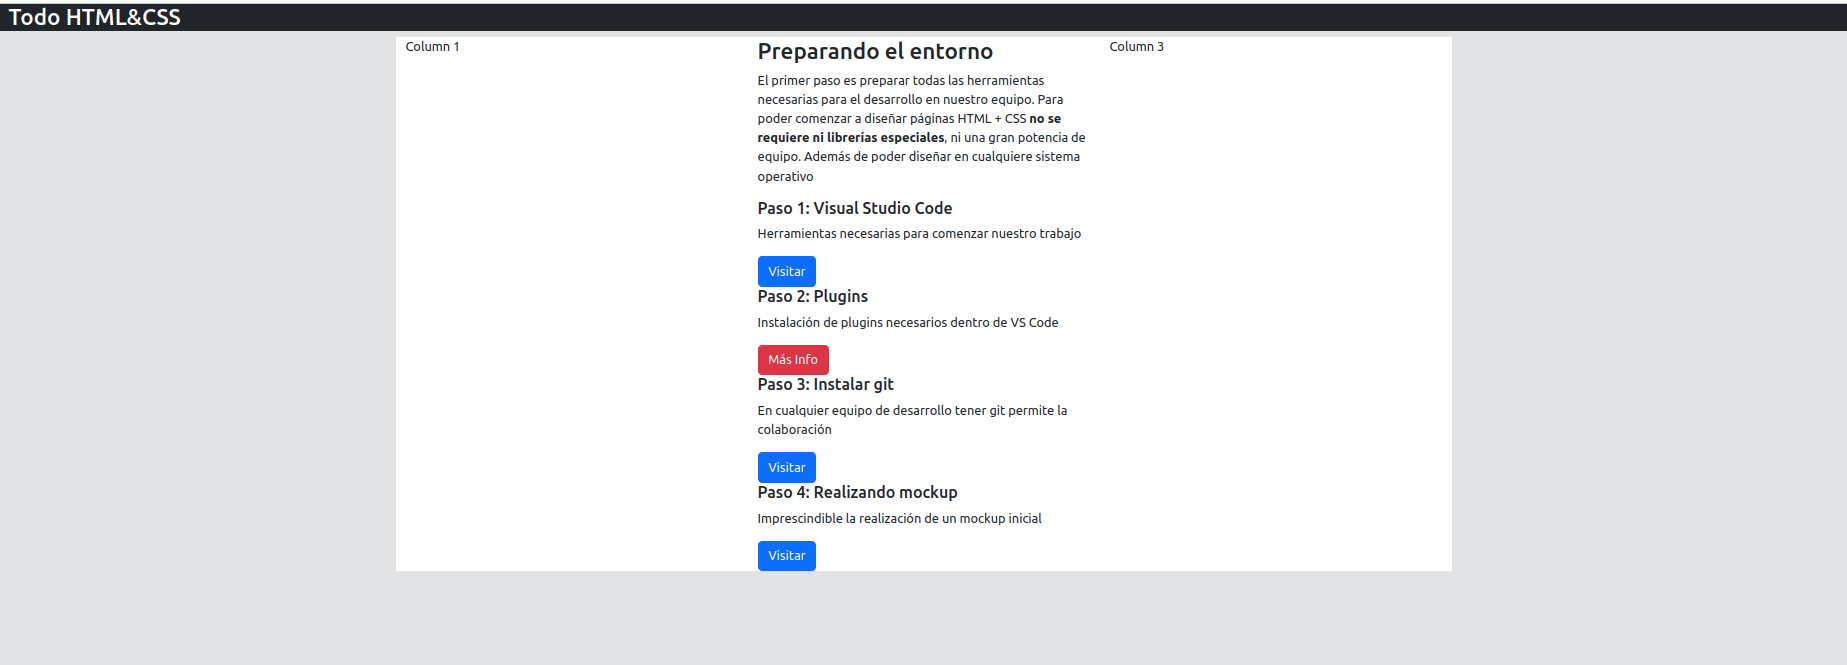 Todo HTML&CSS
Column 1
Preparando el entorno
El primer paso es preparar todas las herramientas
necesarias para el desarrollo en nuestro equipo. Para
poder comenzar a diseñar páginas HTML + CSS no se
requiere ni librerías especiales, ni una gran potencia de
equipo. Además de poder diseñar en cualquiere sistema
operativo
Paso 1: Visual Studio Code
Herramientas necesarias para comenzar nuestro trabajo
Visitar
Paso 2: Plugins
Instalación de plugins necesarios dentro de VS Code
Más Info
Paso 3: Instalar git
En cualquier equipo de desarrollo tener git permite la
colaboración
Visitar
Paso 4: Realizando mockup
Imprescindible la realización de un mockup inicial
Visitar
Column 3